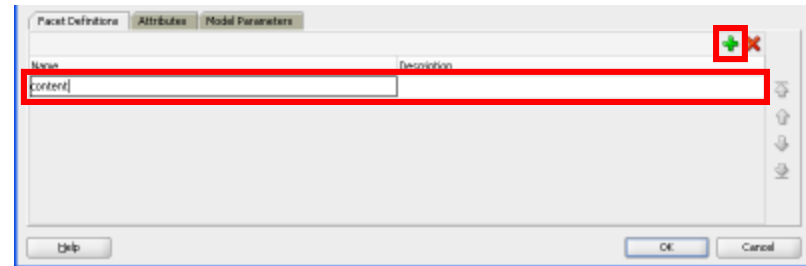 Facet Definitions Attributes Model Parameters
Name Description
content
Help OK Cancel